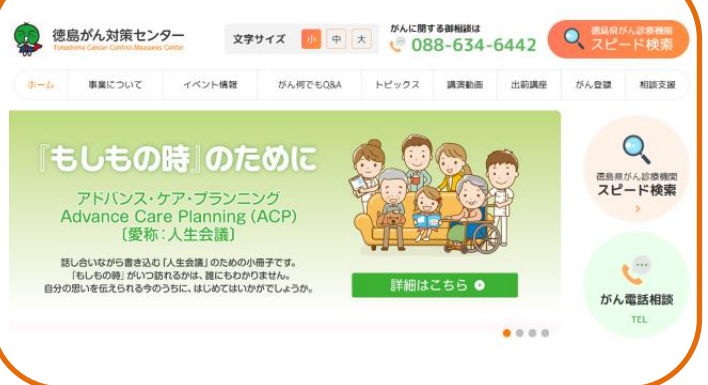 徳島がん対策センター
Tokushima Cancer Control Measures Center
文字サイズ 小 中 大
がんに関する御相談は
088-634-6442
徳島県がん診療機関
スピード検索
ホーム 事業について イベント情報 がん何でもQ&A トピックス 講演動画 出前講座 がん登録 相談支援
『もしもの時』のために
アドバンス・ケア・プランニング
Advance Care Planning (ACP)
〔愛称:人生会議〕
話し合いながら書き込む「人生会議」のための小冊子です。
「もしもの時」がいつ訪れるかは、誰にもわかりません。
自分の思いを伝えられる今のうちに、はじめてはいかがでしょうか。
詳細はこちら
徳島県がん診療機関
スピード検索
がん電話相談
TEL